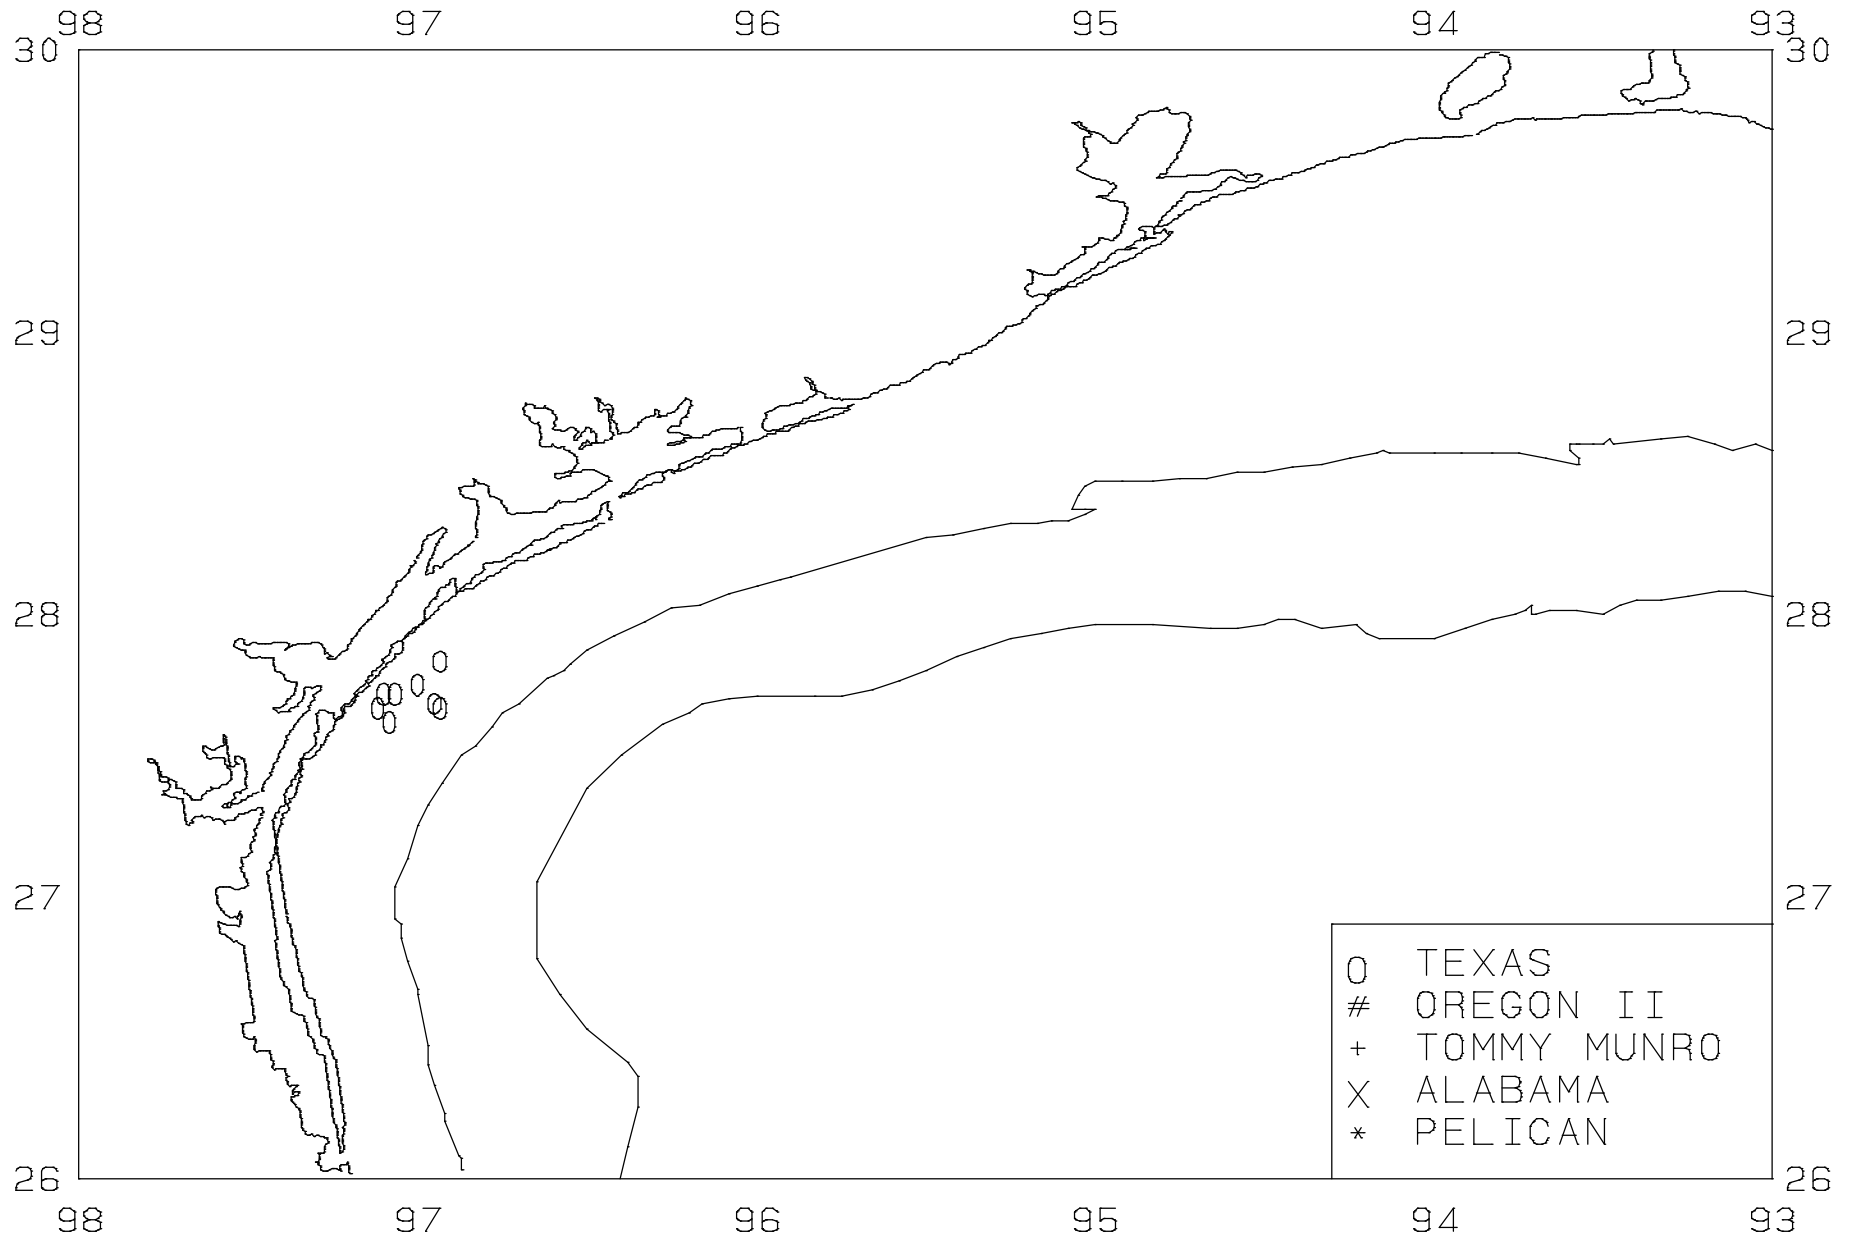 98 97 96 95 94 93
30 30
29 29
28 28
27 27
O TEXAS
# OREGON II
+ TOMMY MUNRO
X ALABAMA
* PELICAN
26 26
98 97 96 95 94 93